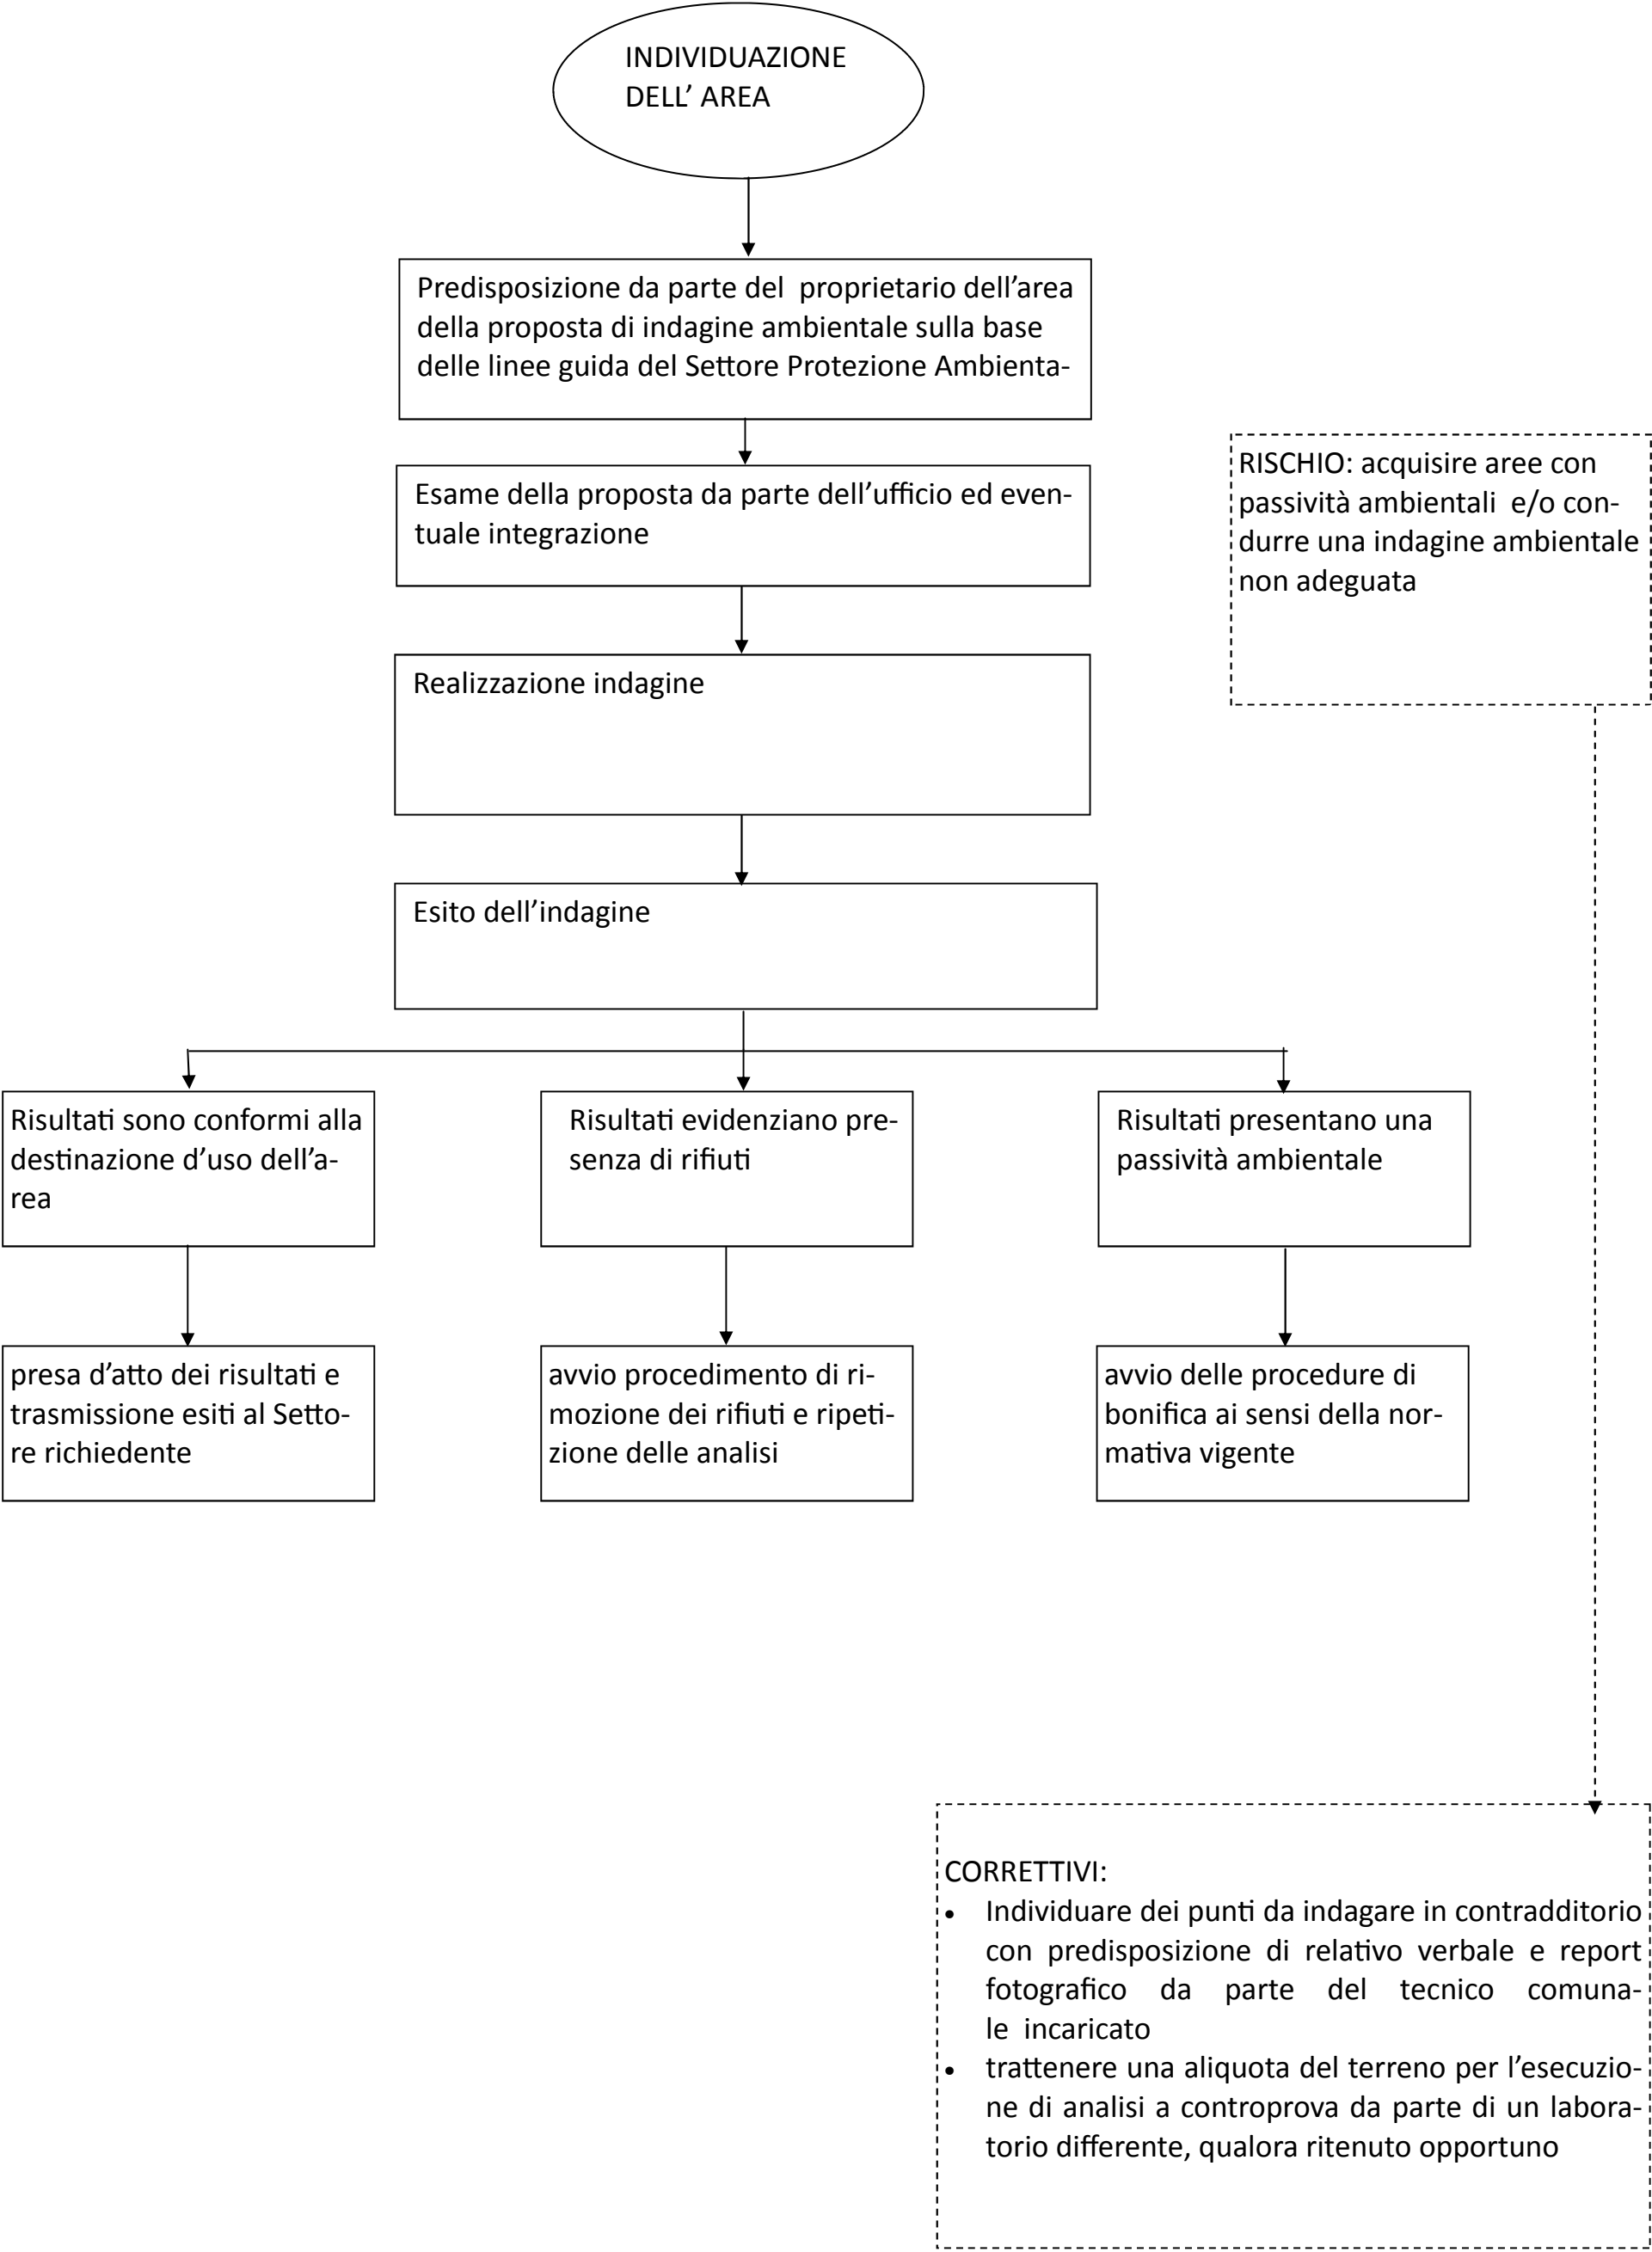 INDIVIDUAZIONE
DELL’ AREA
Predisposizione da parte del  proprietario dell’area
della proposta di indagine ambientale sulla base
delle linee guida del Settore Protezione Ambienta-
Esame della proposta da parte dell’ufficio ed even-
tuale integrazione
RISCHIO: acquisire aree con
passività ambientali  e/o con-
durre una indagine ambientale
non adeguata
Realizzazione indagine
Esito dell’indagine
Risultati sono conformi alla
destinazione d’uso dell’a-
rea
Risultati evidenziano pre-
senza di rifiuti
Risultati presentano una
passività ambientale
presa d’atto dei risultati e
trasmissione esiti al Setto-
re richiedente
avvio procedimento di ri-
mozione dei rifiuti e ripeti-
zione delle analisi
avvio delle procedure di
bonifica ai sensi della nor-
mativa vigente
CORRETTIVI:
• Individuare dei punti da indagare in contradditorio
con predisposizione di relativo verbale e report
fotografico da parte del tecnico comuna-
le  incaricato
• trattenere una aliquota del terreno per l’esecuzio-
ne di analisi a controprova da parte di un labora-
torio differente, qualora ritenuto opportuno